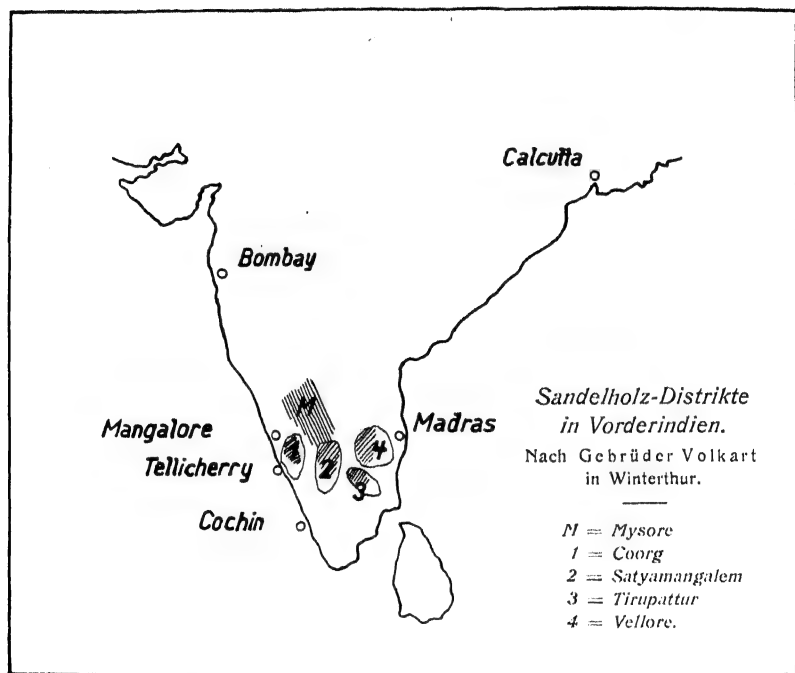 Calcutta
Bombay
M
Mangalore
Madras
1
4
2
Tellicherry
3
Cochin
Sandelholz-Distrikte
in Vorderindien.
Nach Gebrüder Volkart
in Winterthur.
M = Mysore
1 = Coorg
2 = Satyamangalem
3 = Tirupattur
4 = Vellore.